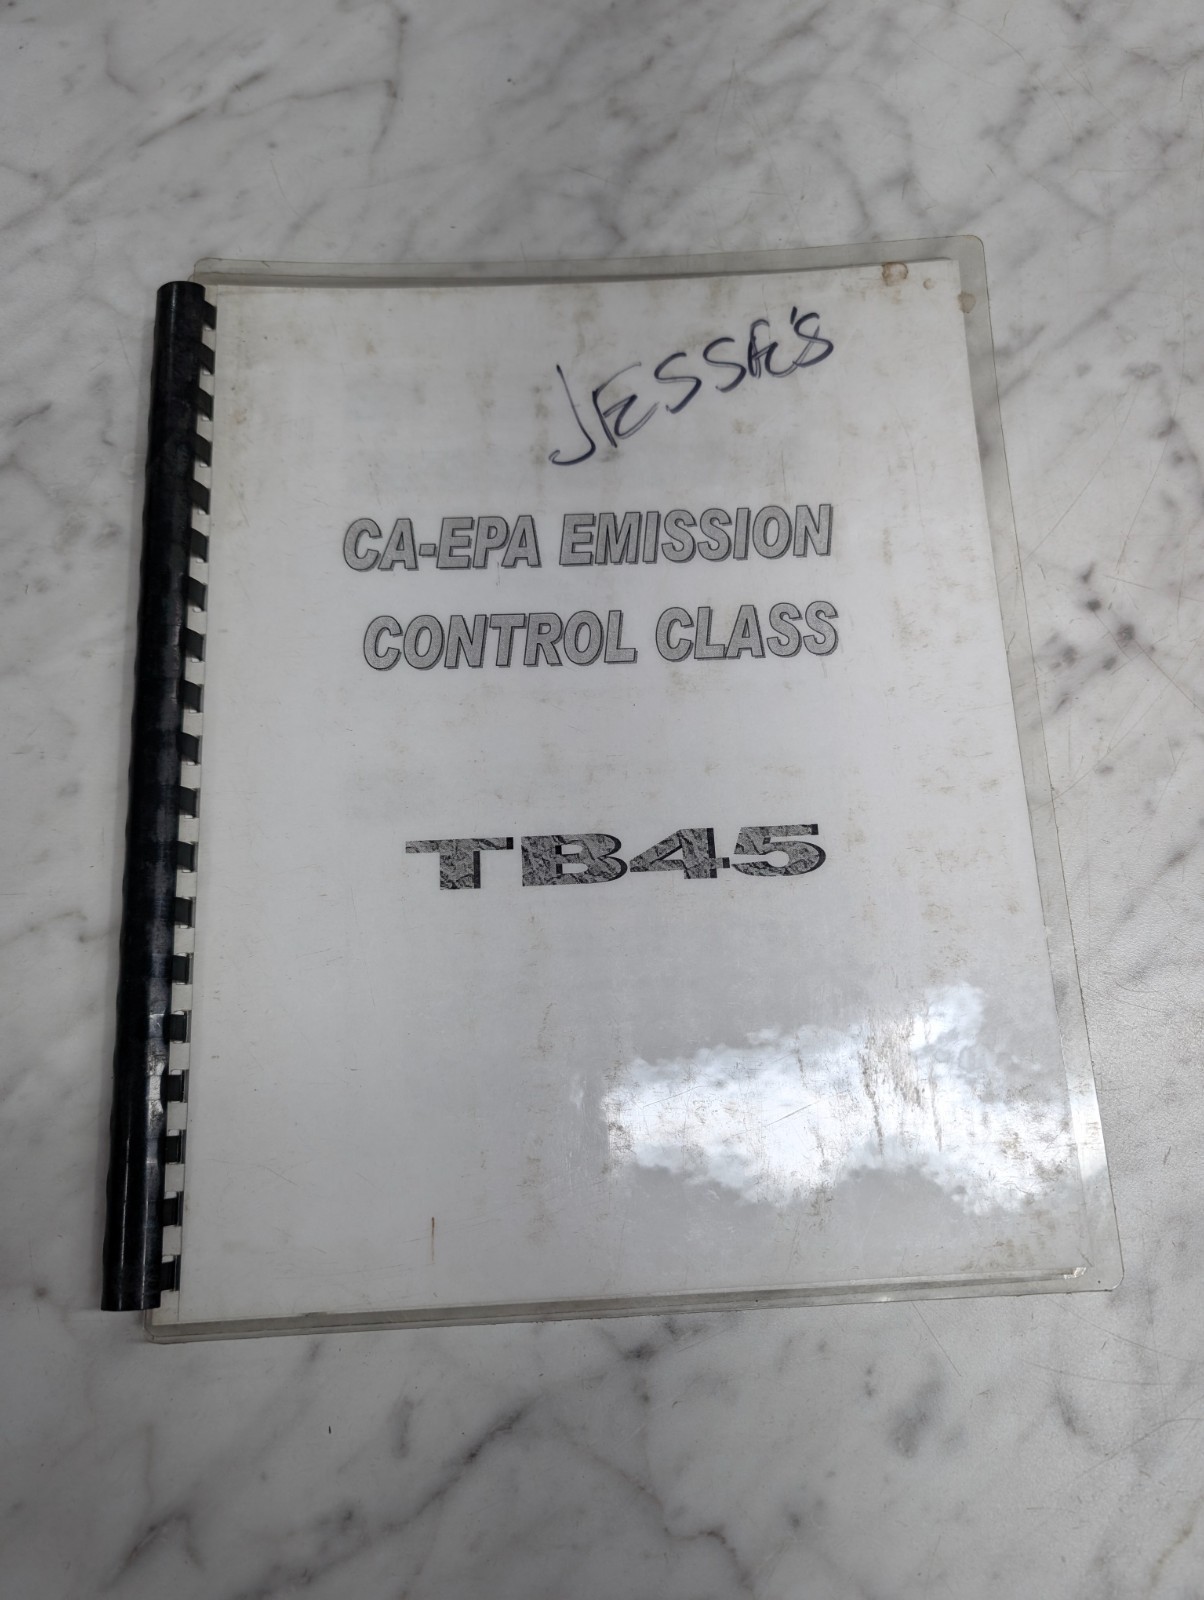 JESSE'S
CA-EPA EMISSION
CONTROL CLASS
TB45